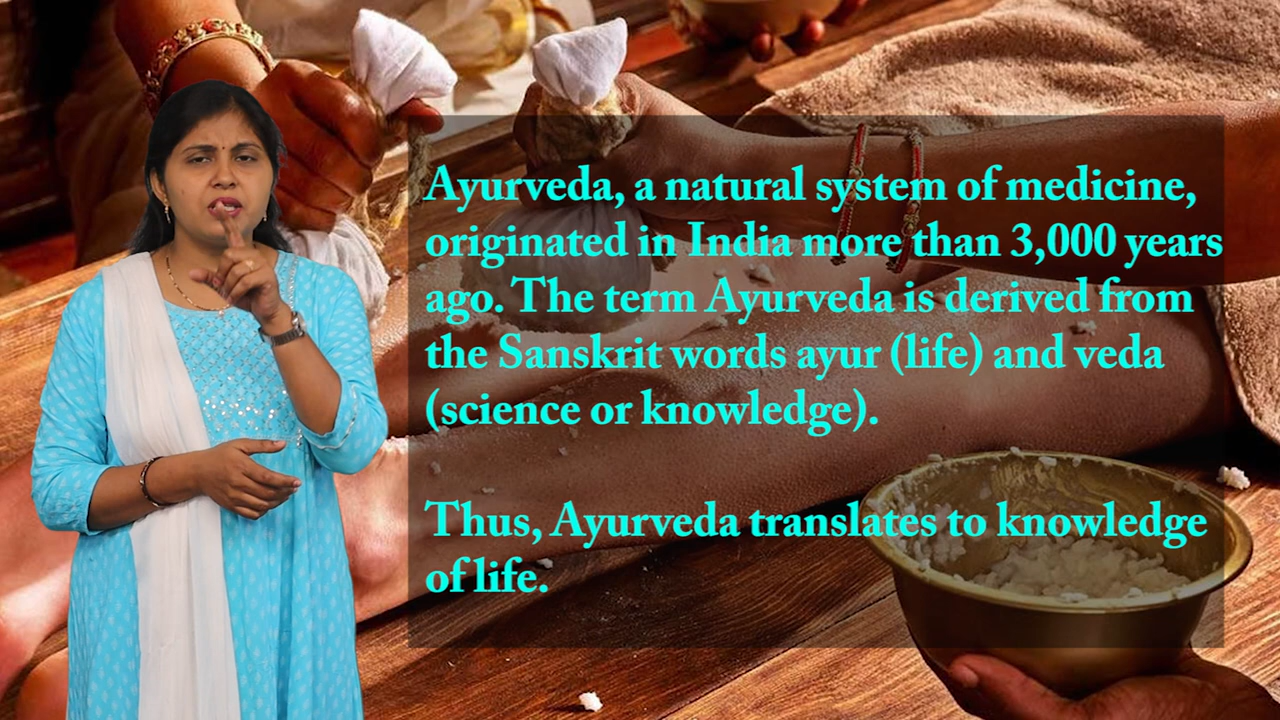 Ayurveda, a natural system of medicine,
originated in India more than 3,000 years
ago. The term Ayurveda is derived from
the Sanskrit words ayur (life) and veda
(science or knowledge).
Thus, Ayurveda translates to knowledge
of life.